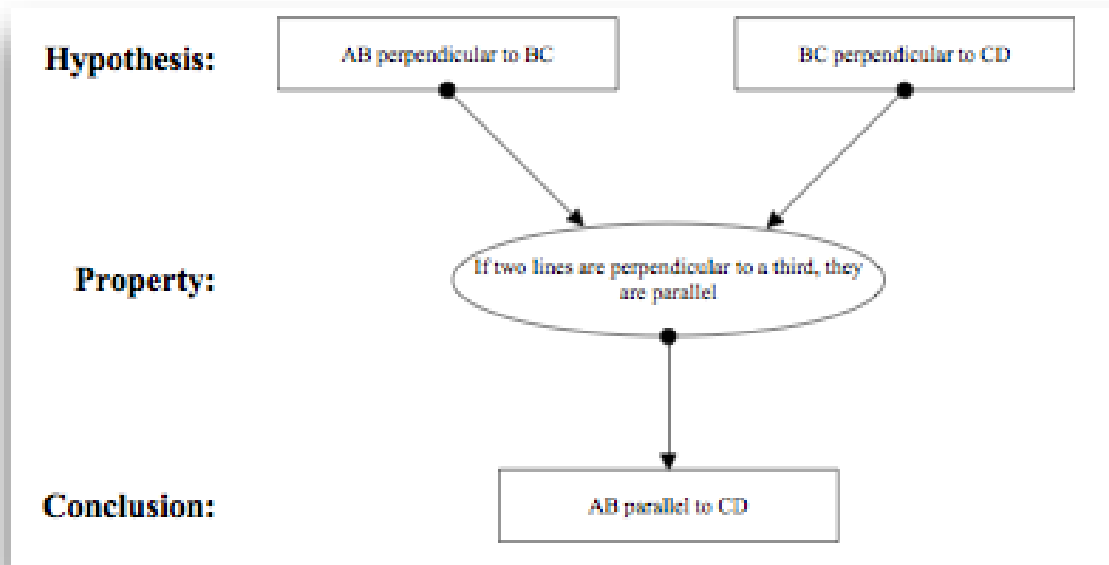 Hypothesis:
AB perpendicular to BC
BC perpendicular to CD
Property:
If two lines are perpendicular to a third, they
are parallel
Conclusion:
AB parallel to CD